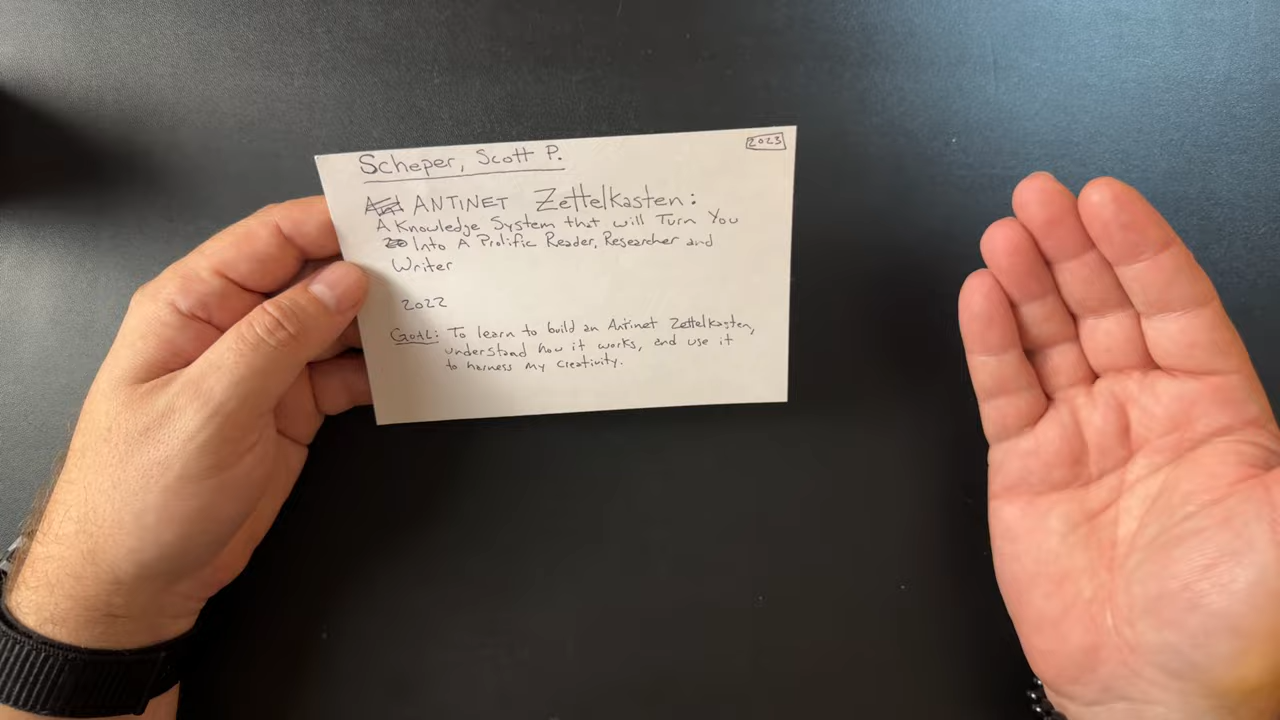 2023
Scheper, Scott P.
ANTINET Zettelkasten:
A Knowledge System that will Turn You
Into A Prolific Reader, Researcher and
Writer
2022
GOAL: To learn to build an Antinet Zettelkasten,
understand how it works, and use it
to harness my creativity.